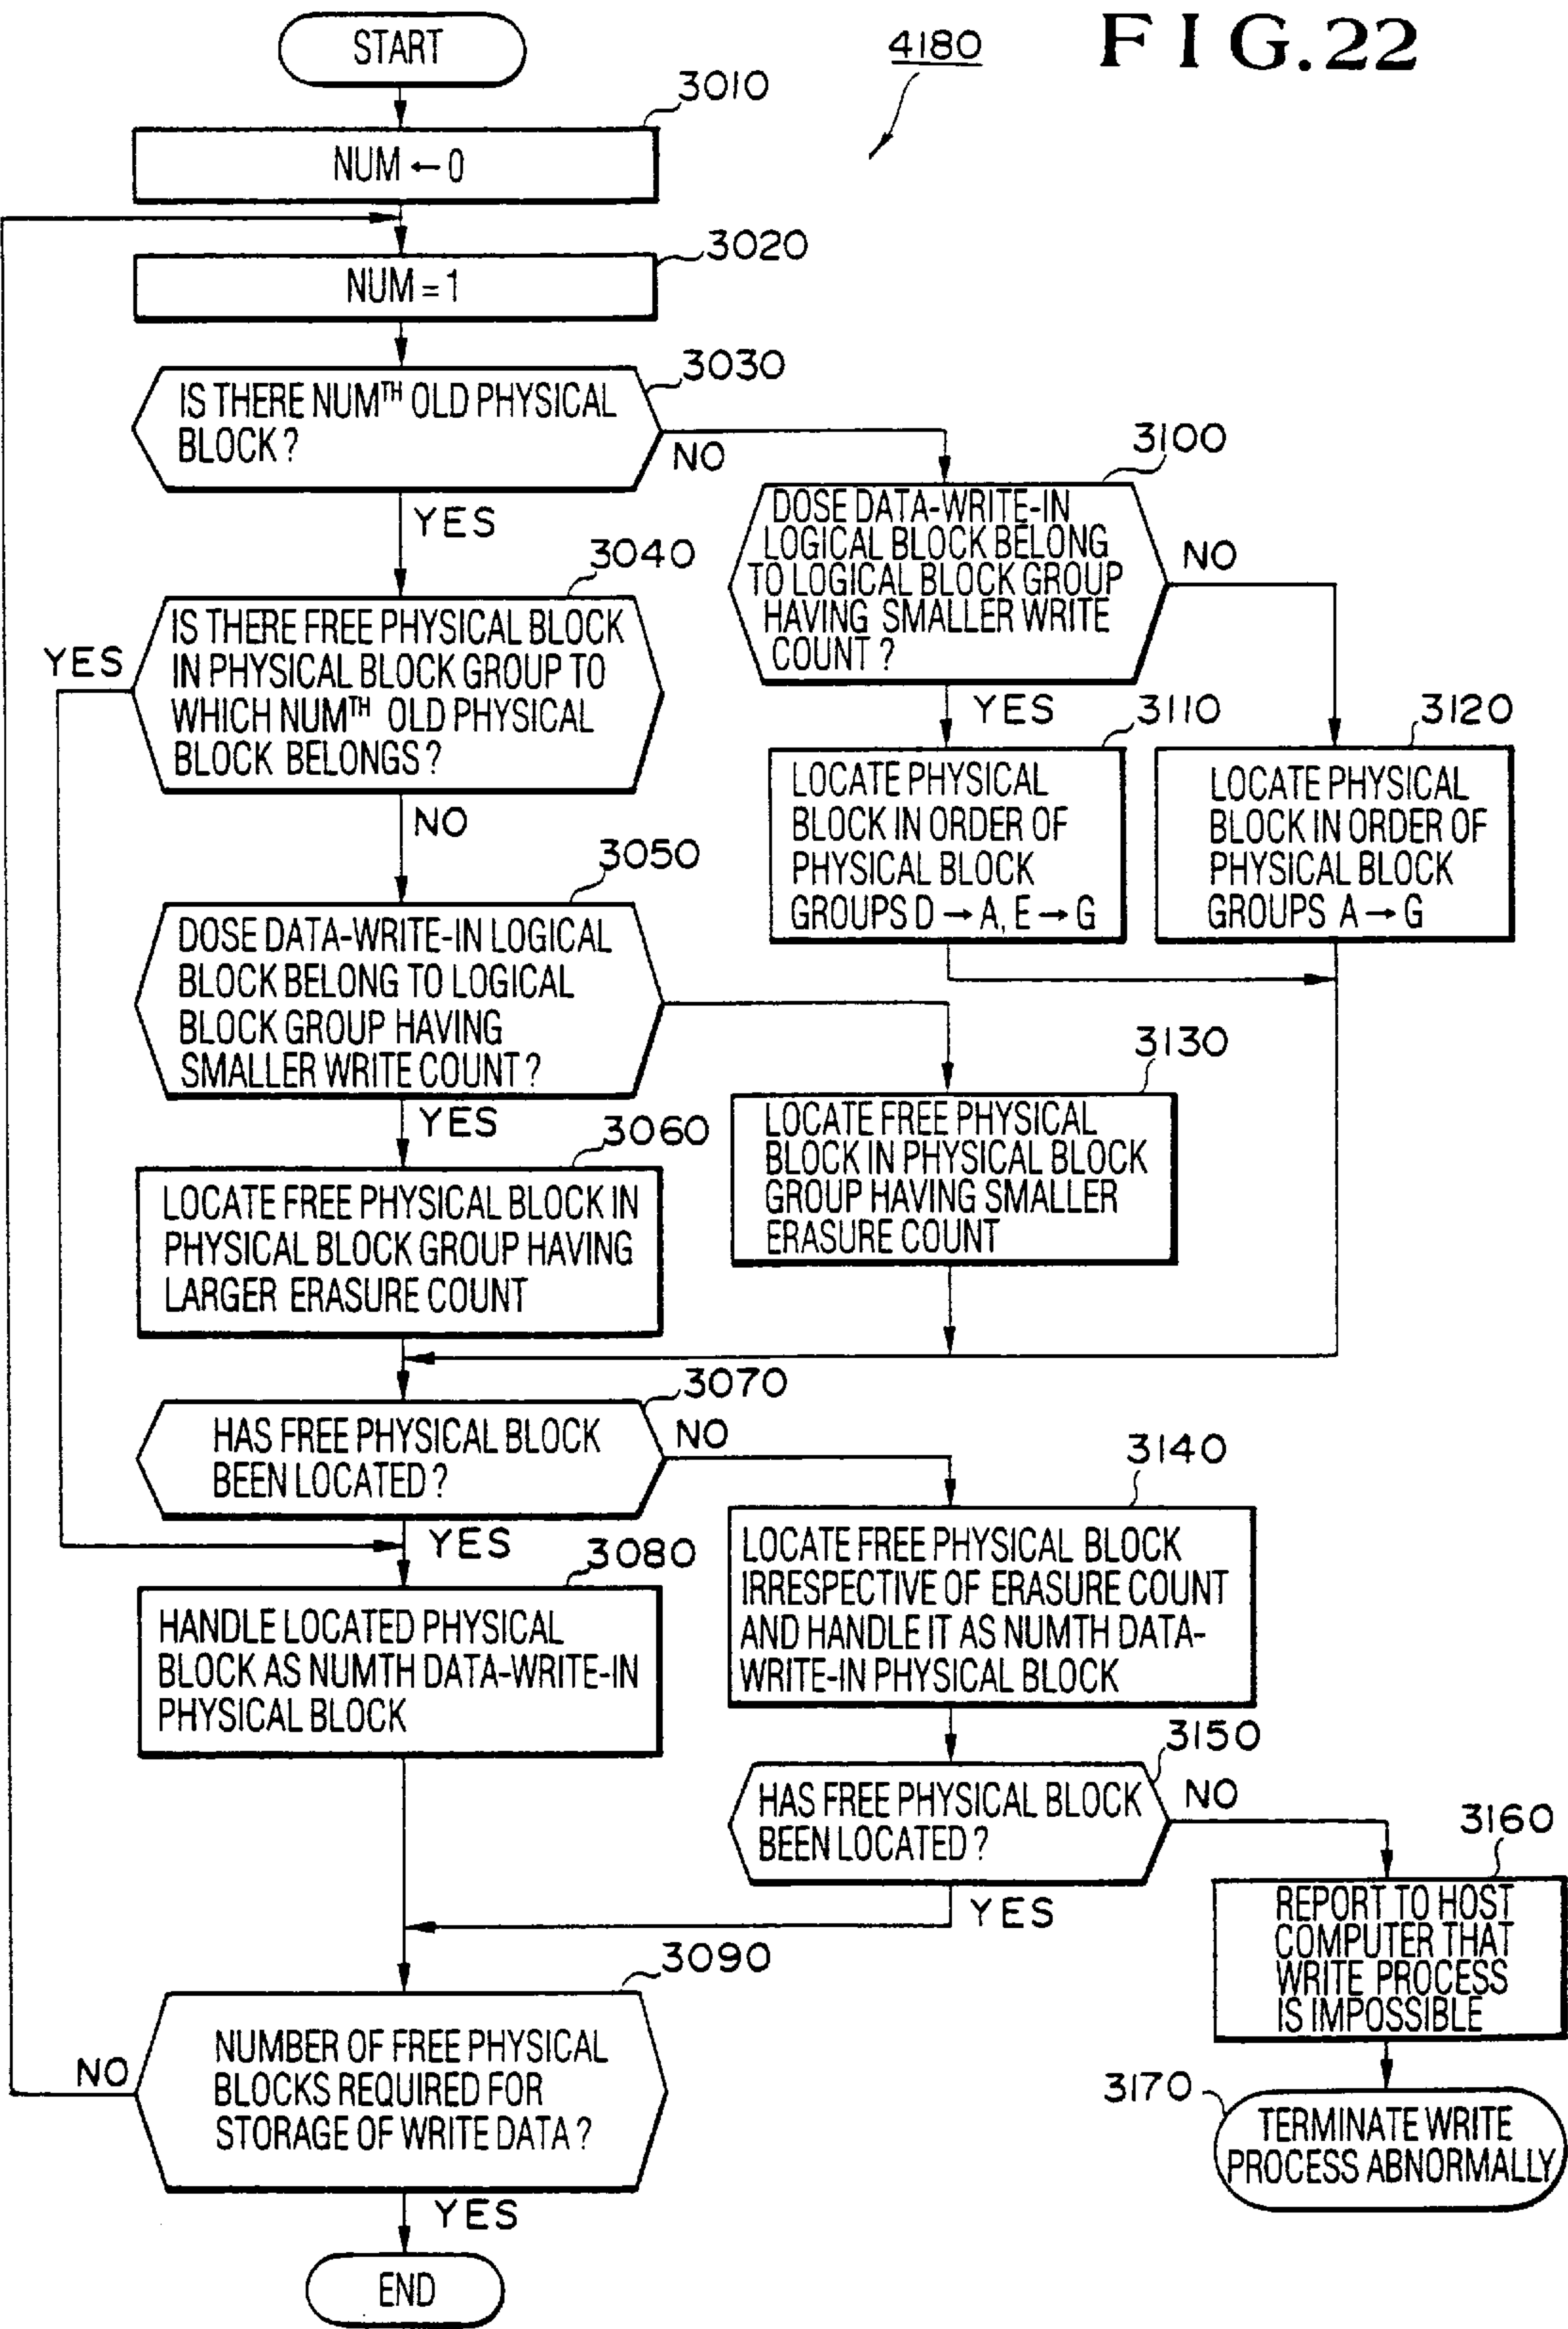 FIG.22
4180
START
3010
NUM ← 0
3020
NUM = 1
3030
IS THERE NUMTH OLD PHYSICAL
BLOCK?
NO
YES
3040
IS THERE FREE PHYSICAL BLOCK
IN PHYSICAL BLOCK GROUP TO
WHICH NUMTH OLD PHYSICAL
BLOCK BELONGS?
YES
NO
3050
DOSE DATA-WRITE-IN LOGICAL
BLOCK BELONG TO LOGICAL
BLOCK GROUP HAVING
SMALLER WRITE COUNT?
YES
3060
LOCATE FREE PHYSICAL BLOCK IN
PHYSICAL BLOCK GROUP HAVING
LARGER ERASURE COUNT
3100
DOSE DATA-WRITE-IN
LOGICAL BLOCK BELONG
TO LOGICAL BLOCK GROUP
HAVING SMALLER WRITE
COUNT?
NO
YES
3110
LOCATE PHYSICAL
BLOCK IN ORDER OF
PHYSICAL BLOCK
GROUPS D → A, E → G
3120
LOCATE PHYSICAL
BLOCK IN ORDER OF
PHYSICAL BLOCK
GROUPS A → G
3130
LOCATE FREE PHYSICAL
BLOCK IN PHYSICAL BLOCK
GROUP HAVING SMALLER
ERASURE COUNT
3070
HAS FREE PHYSICAL BLOCK
BEEN LOCATED?
NO
YES
3080
HANDLE LOCATED PHYSICAL
BLOCK AS NUMTH DATA-WRITE-IN
PHYSICAL BLOCK
3140
LOCATE FREE PHYSICAL BLOCK
IRRESPECTIVE OF ERASURE COUNT
AND HANDLE IT AS NUMTH DATA-
WRITE-IN PHYSICAL BLOCK
3150
HAS FREE PHYSICAL BLOCK
BEEN LOCATED?
NO
YES
3160
REPORT TO HOST
COMPUTER THAT
WRITE PROCESS
IS IMPOSSIBLE
3170
TERMINATE WRITE
PROCESS ABNORMALLY
3090
NUMBER OF FREE PHYSICAL
BLOCKS REQUIRED FOR
STORAGE OF WRITE DATA?
NO
YES
END